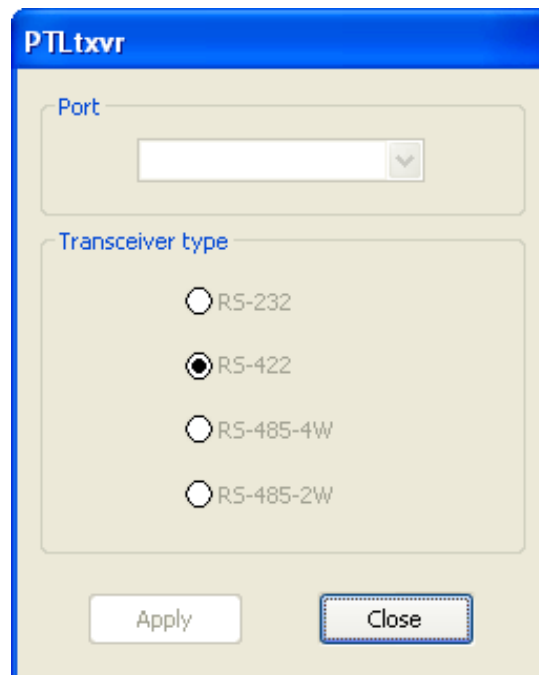 PTLtxvr
Port
Transceiver type
RS-232
RS-422
RS-485-4W
RS-485-2W
Apply
Close